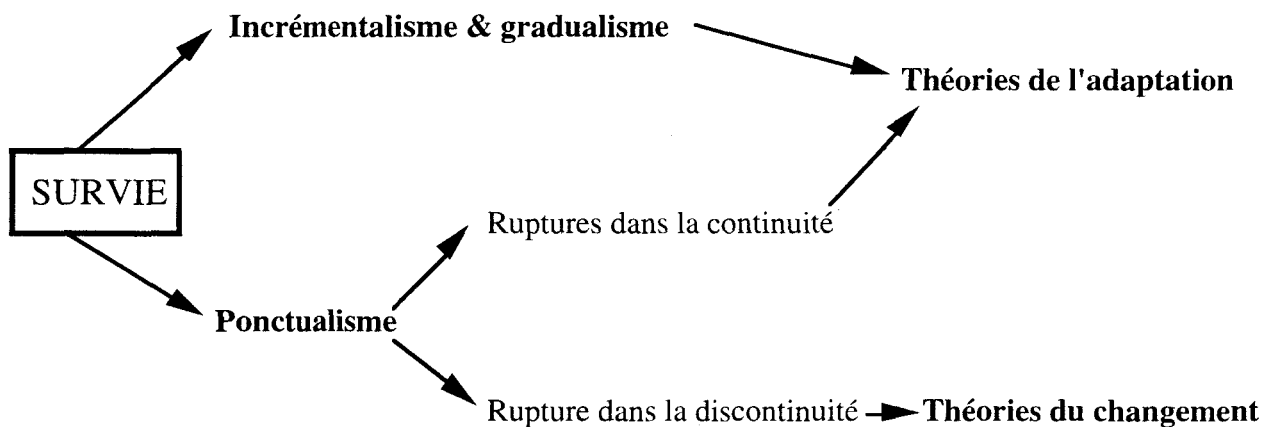 Incrémentalisme & gradualisme
Théories de l'adaptation
SURVIE
Ruptures dans la continuité
Ponctualisme
Rupture dans la discontinuité
Théories du changement